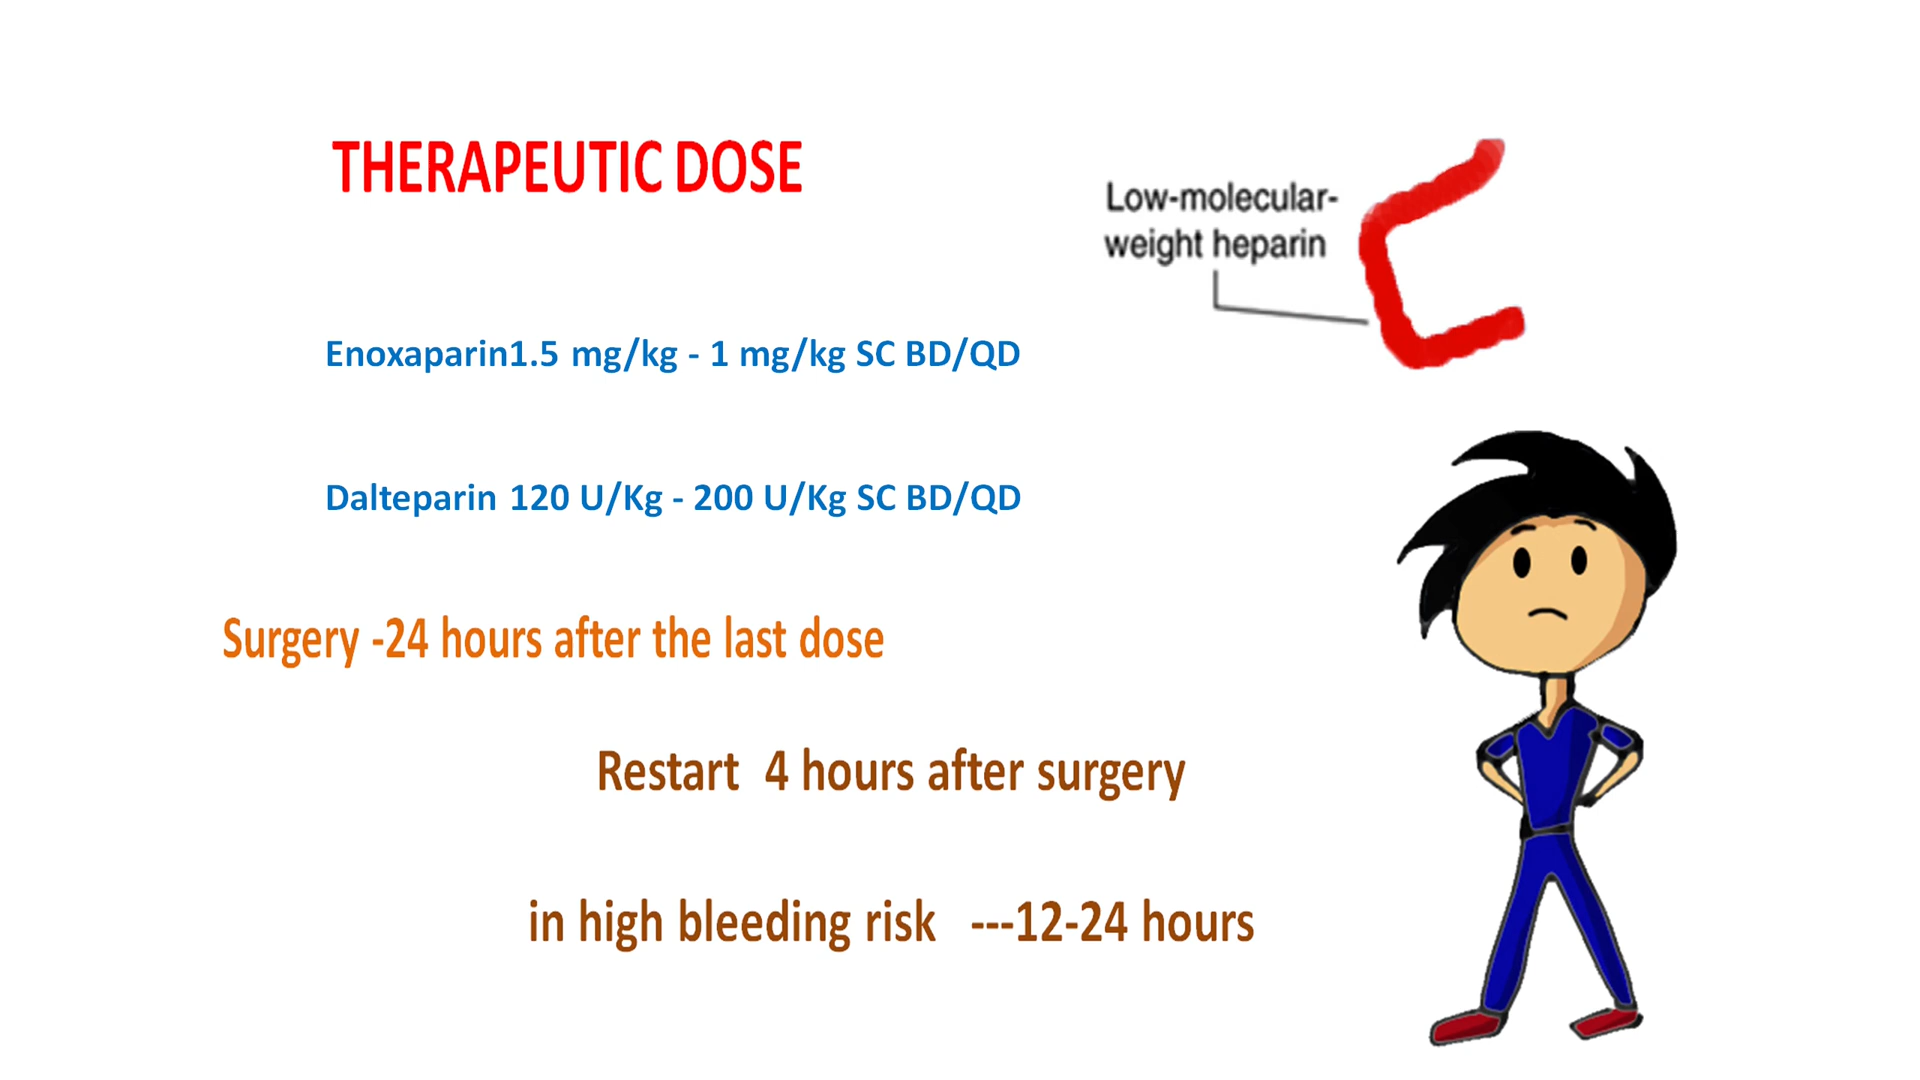 THERAPEUTIC DOSE
Low-molecular-
weight heparin
Enoxaparin1.5 mg/kg - 1 mg/kg SC BD/QD
Dalteparin 120 U/Kg - 200 U/Kg SC BD/QD
Surgery -24 hours after the last dose
Restart 4 hours after surgery
in high bleeding risk ---12-24 hours